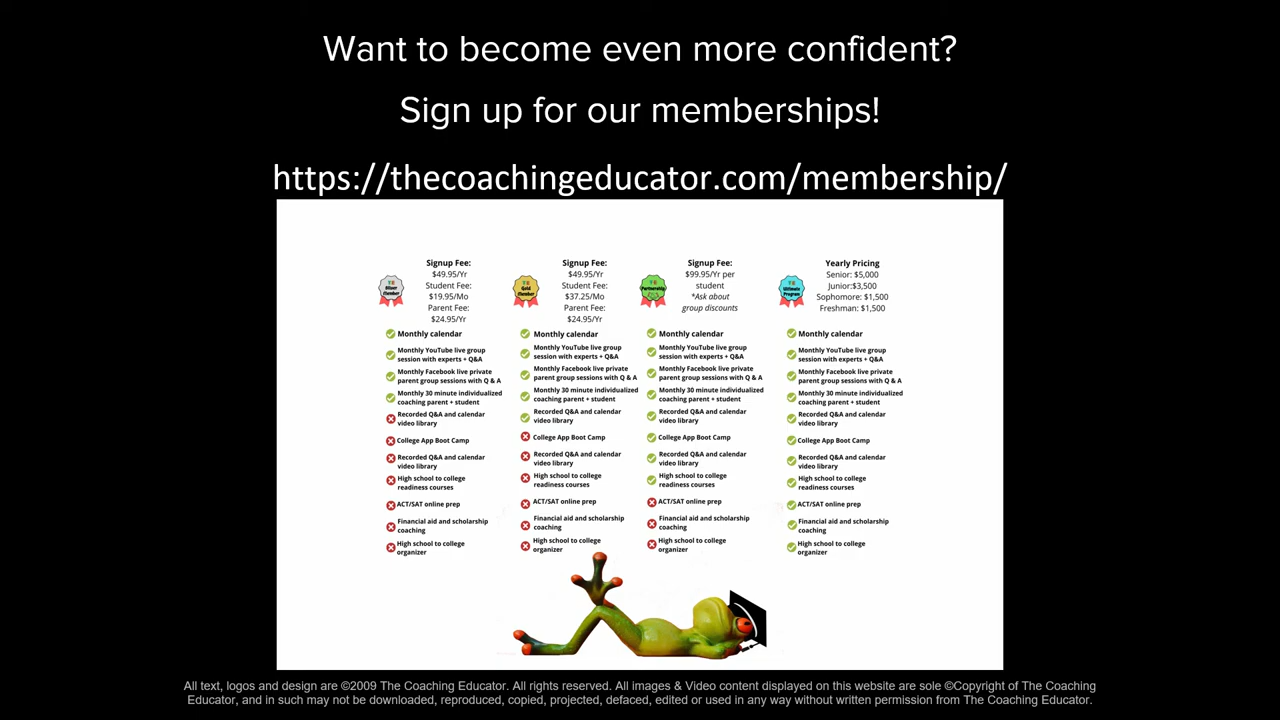 Want to become even more confident?
Sign up for our memberships!
https://thecoachingeducator.com/membership/
Silver
Member
Signup Fee:
$49.95/Yr
Student Fee:
$19.95/Mo
Parent Fee:
$24.95/Yr
Monthly calendar
Monthly YouTube live group
session with experts + Q&A
Monthly Facebook live private
parent group sessions with Q & A
Monthly 30 minute individualized
coaching parent + student
Recorded Q&A and calendar
video library
College App Boot Camp
Recorded Q&A and calendar
video library
High school to college
readiness courses
ACT/SAT online prep
Financial aid and scholarship
coaching
High school to college
organizer
Gold
Member
Signup Fee:
$49.95/Yr
Student Fee:
$37.25/Mo
Parent Fee:
$24.95/Yr
Monthly calendar
Monthly YouTube live group
session with experts + Q&A
Monthly Facebook live private
parent group sessions with Q & A
Monthly 30 minute individualized
coaching parent + student
Recorded Q&A and calendar
video library
College App Boot Camp
Recorded Q&A and calendar
video library
High school to college
readiness courses
ACT/SAT online prep
Financial aid and scholarship
coaching
High school to college
organizer
Partnership
Signup Fee:
$99.95/Yr per
student
*Ask about
group discounts
Monthly calendar
Monthly YouTube live group
session with experts + Q&A
Monthly Facebook live private
parent group sessions with Q & A
Monthly 30 minute individualized
coaching parent + student
Recorded Q&A and calendar
video library
College App Boot Camp
Recorded Q&A and calendar
video library
High school to college
readiness courses
ACT/SAT online prep
Financial aid and scholarship
coaching
High school to college
organizer
Ultimate
Program
Yearly Pricing
Senior: $5,000
Junior:$3,500
Sophomore: $1,500
Freshman: $1,500
Monthly calendar
Monthly YouTube live group
session with experts + Q&A
Monthly Facebook live private
parent group sessions with Q & A
Monthly 30 minute individualized
coaching parent + student
Recorded Q&A and calendar
video library
College App Boot Camp
Recorded Q&A and calendar
video library
High school to college
readiness courses
ACT/SAT online prep
Financial aid and scholarship
coaching
High school to college
organizer
All text, logos and design are ©2009 The Coaching Educator. All rights reserved. All images & Video content displayed on this website are sole ©Copyright of The Coaching
Educator, and in such may not be downloaded, reproduced, copied, projected, defaced, edited or used in any way without written permission from The Coaching Educator.